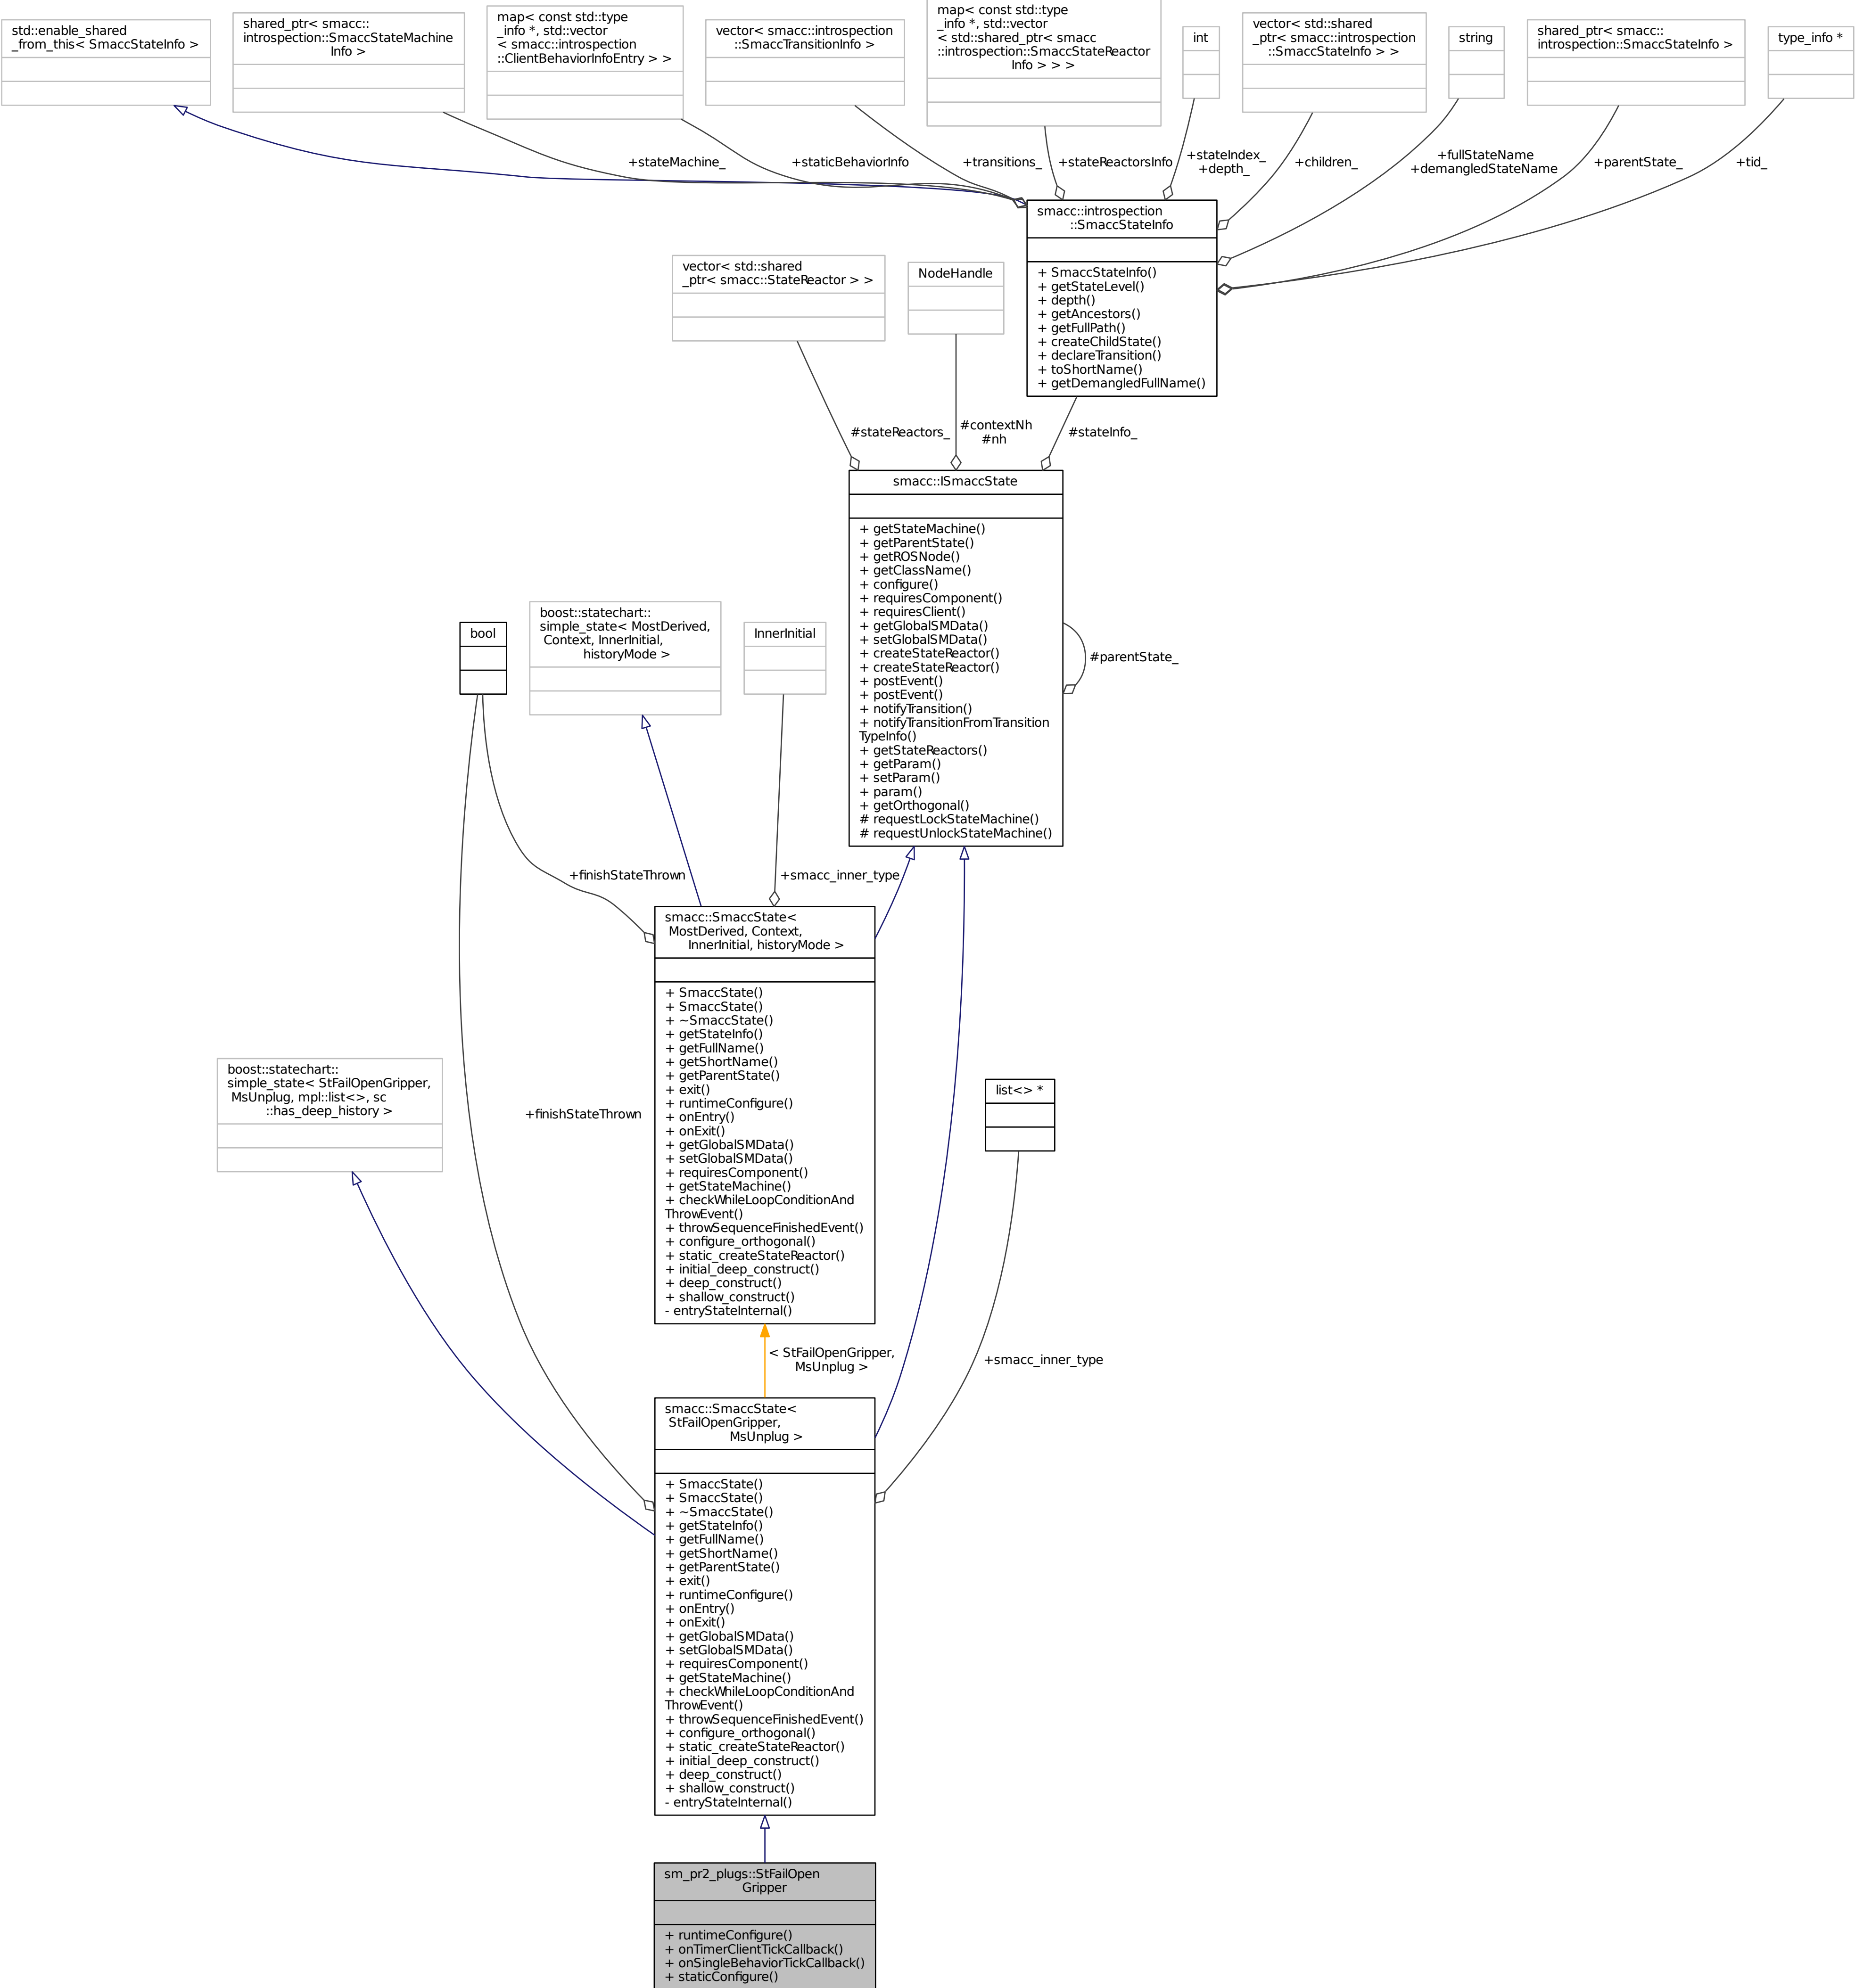 std::enable_shared
_from_this< SmaccStateInfo >
shared_ptr< smacc::
introspection::SmaccStateMachine
Info >
map< const std::type
_info *, std::vector
< smacc::introspection
::ClientBehaviorInfoEntry > >
vector< smacc::introspection
::SmaccTransitionInfo >
map< const std::type
_info *, std::vector
< std::shared_ptr< smacc
::introspection::SmaccStateReactor
Info > > >
int
vector< std::shared
_ptr< smacc::introspection
::SmaccStateInfo > >
string
shared_ptr< smacc::
introspection::SmaccStateInfo >
type_info *
+stateMachine_
+staticBehaviorInfo
+transitions_
+stateReactorsInfo
+stateIndex_
+depth_
+children_
+fullStateName
+demangledStateName
+parentState_
+tid_
smacc::introspection
::SmaccStateInfo
+ SmaccStateInfo()
+ getStateLevel()
+ depth()
+ getAncestors()
+ getFullPath()
+ createChildState()
+ declareTransition()
+ toShortName()
+ getDemangledFullName()
vector< std::shared
_ptr< smacc::StateReactor > >
NodeHandle
#stateReactors_
#contextNh
#nh
#stateInfo_
smacc::ISmaccState
+ getStateMachine()
+ getParentState()
+ getROSNode()
+ getClassName()
+ configure()
+ requiresComponent()
+ requiresClient()
+ getGlobalSMData()
+ setGlobalSMData()
+ createStateReactor()
+ createStateReactor()
+ postEvent()
+ postEvent()
+ notifyTransition()
+ notifyTransitionFromTransition
TypeInfo()
+ getStateReactors()
+ getParam()
+ setParam()
+ param()
+ getOrthogonal()
# requestLockStateMachine()
# requestUnlockStateMachine()
#parentState_
bool
boost::statechart::
simple_state< MostDerived,
Context, InnerInitial,
historyMode >
InnerInitial
+finishStateThrown
+smacc_inner_type
smacc::SmaccState<
MostDerived, Context,
InnerInitial, historyMode >
+ SmaccState()
+ SmaccState()
+ ~SmaccState()
+ getStateInfo()
+ getFullName()
+ getShortName()
+ getParentState()
+ exit()
+ runtimeConfigure()
+ onEntry()
+ onExit()
+ getGlobalSMData()
+ setGlobalSMData()
+ requiresComponent()
+ getStateMachine()
+ checkWhileLoopConditionAnd
ThrowEvent()
+ throwSequenceFinishedEvent()
+ configure_orthogonal()
+ static_createStateReactor()
+ initial_deep_construct()
+ deep_construct()
+ shallow_construct()
- entryStateInternal()
boost::statechart::
simple_state< StFailOpenGripper,
MsUnplug, mpl::list<>, sc
::has_deep_history >
+finishStateThrown
list<> *
< StFailOpenGripper,
MsUnplug >
+smacc_inner_type
smacc::SmaccState<
StFailOpenGripper,
MsUnplug >
+ SmaccState()
+ SmaccState()
+ ~SmaccState()
+ getStateInfo()
+ getFullName()
+ getShortName()
+ getParentState()
+ exit()
+ runtimeConfigure()
+ onEntry()
+ onExit()
+ getGlobalSMData()
+ setGlobalSMData()
+ requiresComponent()
+ getStateMachine()
+ checkWhileLoopConditionAnd
ThrowEvent()
+ throwSequenceFinishedEvent()
+ configure_orthogonal()
+ static_createStateReactor()
+ initial_deep_construct()
+ deep_construct()
+ shallow_construct()
- entryStateInternal()
sm_pr2_plugs::StFailOpen
Gripper
+ runtimeConfigure()
+ onTimerClientTickCallback()
+ onSingleBehaviorTickCallback()
+ staticConfigure()